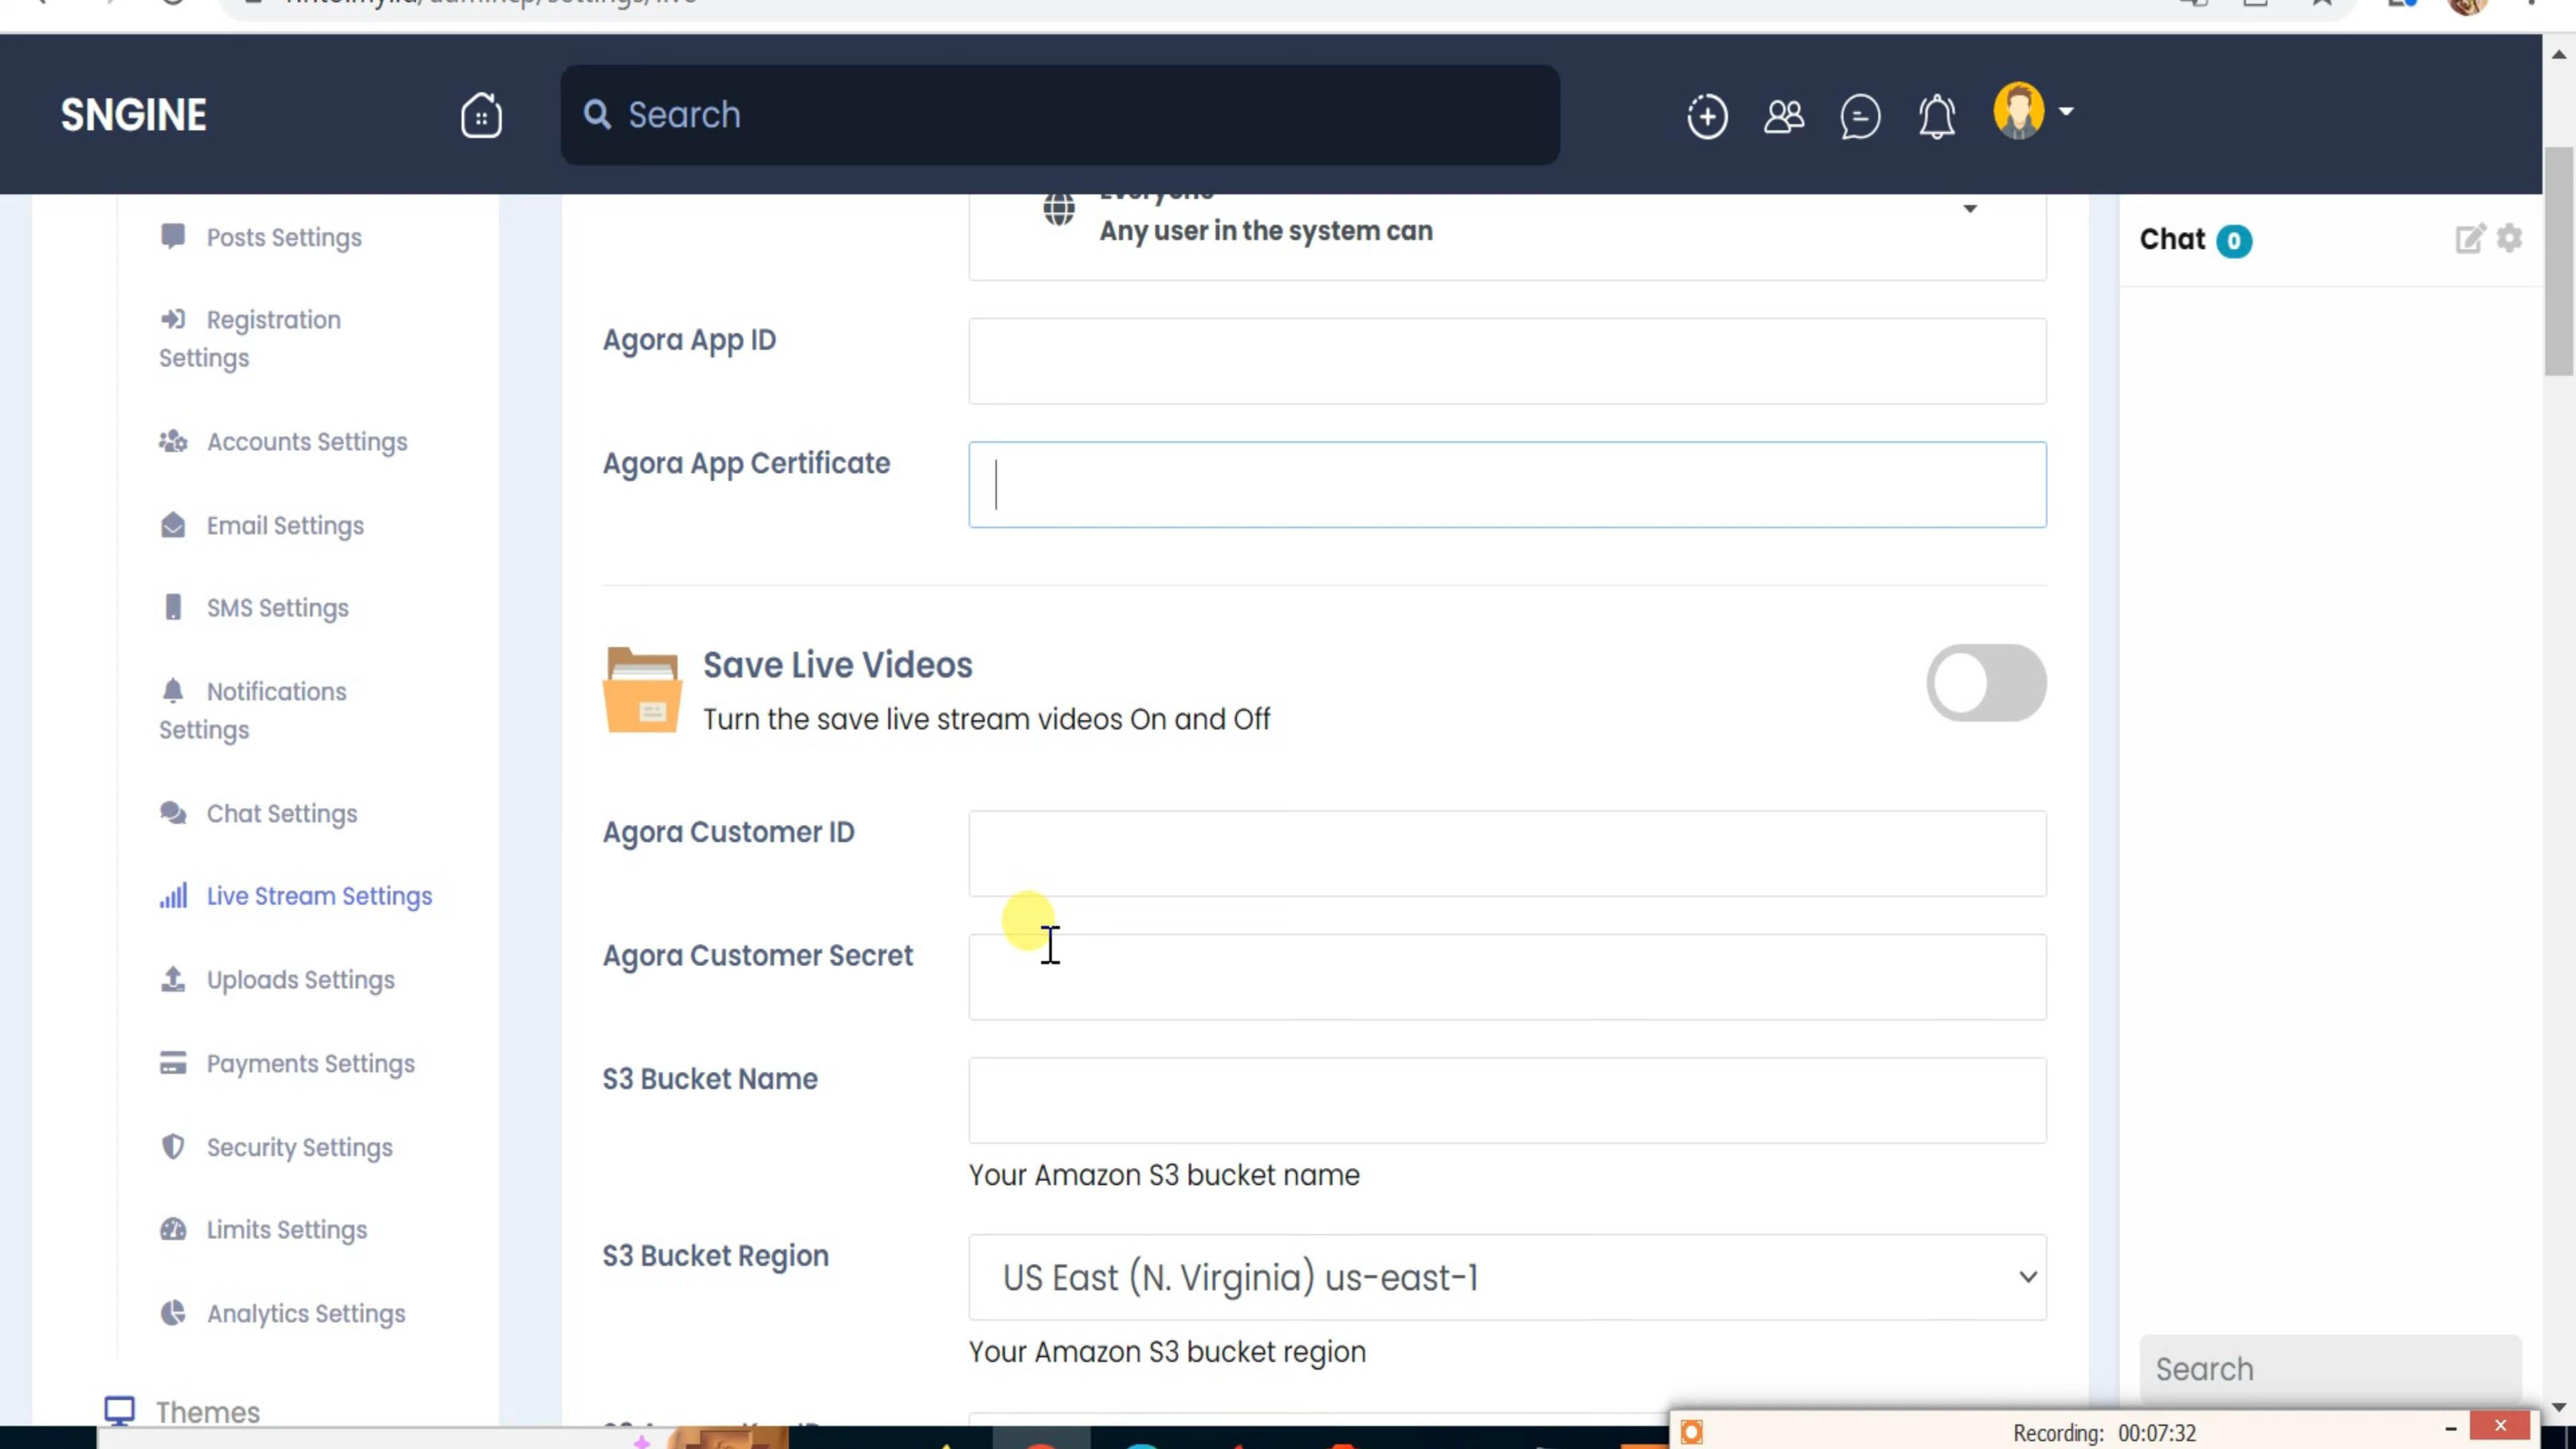 SNGINE
Search
Any user in the system can
Chat 0
Posts Settings
Registration
Settings
Accounts Settings
Email Settings
SMS Settings
Notifications
Settings
Chat Settings
Live Stream Settings
Uploads Settings
Payments Settings
Security Settings
Limits Settings
Analytics Settings
Themes
Agora App ID
Agora App Certificate
Save Live Videos
Turn the save live stream videos On and Off
Agora Customer ID
Agora Customer Secret
S3 Bucket Name
Your Amazon S3 bucket name
S3 Bucket Region
US East (N. Virginia) us-east-1
Your Amazon S3 bucket region
Search
Recording: 00:07:32